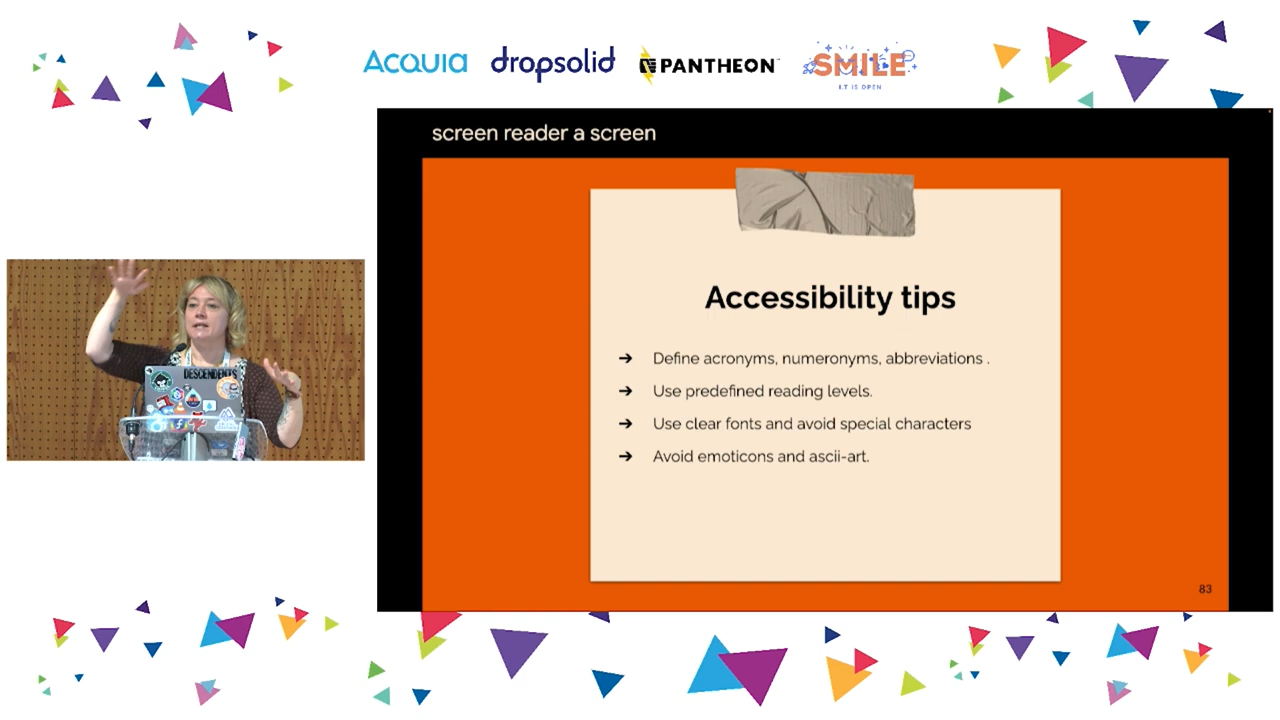 ACQUIA dropsolid PANTHEON SMILE
I.T IS OPEN
screen reader a screen
Accessibility tips
➔ Define acronyms, numeronyms, abbreviations .
➔ Use predefined reading levels.
➔ Use clear fonts and avoid special characters
➔ Avoid emoticons and ascii-art.
83
DESCENDENTS